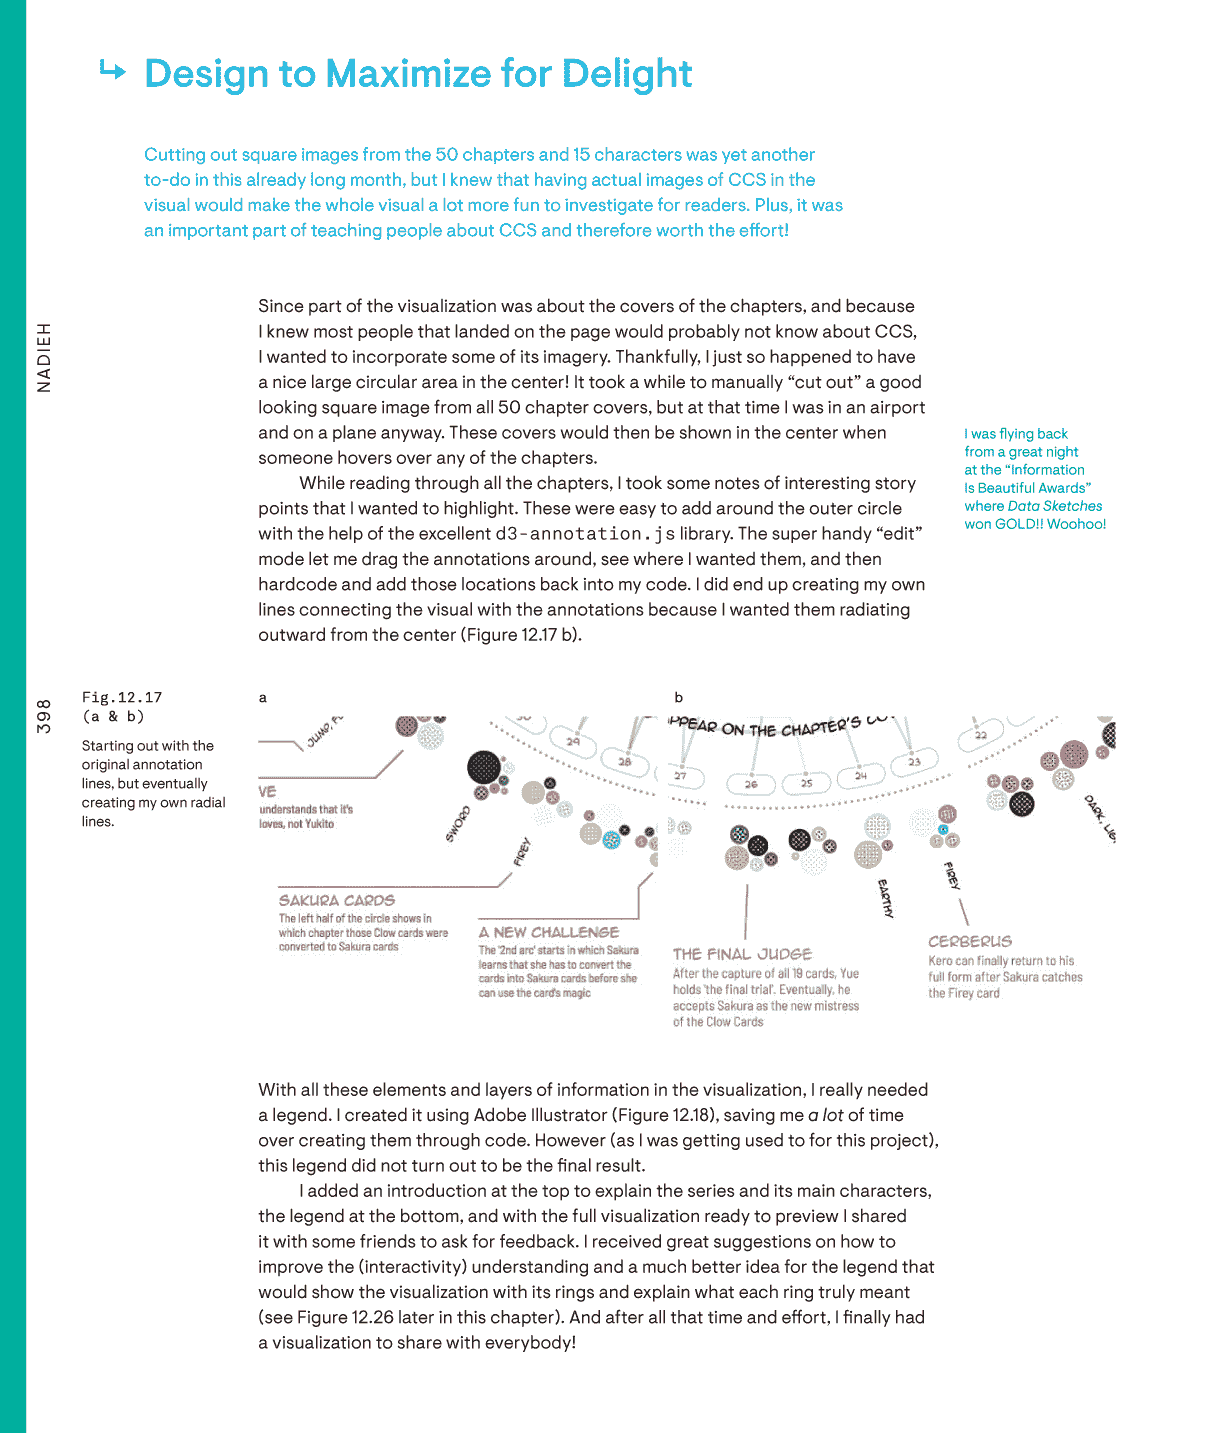 Design to Maximize for Delight
Cutting out square images from the 50 chapters and 15 characters was yet another
to-do in this already long month, but I knew that having actual images of CCS in the
visual would make the whole visual a lot more fun to investigate for readers. Plus, it was
an important part of teaching people about CCS and therefore worth the effort!
NADIEH
Since part of the visualization was about the covers of the chapters, and because
I knew most people that landed on the page would probably not know about CCS,
I wanted to incorporate some of its imagery. Thankfully, I just so happened to have
a nice large circular area in the center! It took a while to manually “cut out” a good
looking square image from all 50 chapter covers, but at that time I was in an airport
and on a plane anyway. These covers would then be shown in the center when
someone hovers over any of the chapters.
While reading through all the chapters, I took some notes of interesting story
points that I wanted to highlight. These were easy to add around the outer circle
with the help of the excellent d3-annotation.js library. The super handy “edit”
mode let me drag the annotations around, see where I wanted them, and then
hardcode and add those locations back into my code. I did end up creating my own
lines connecting the visual with the annotations because I wanted them radiating
outward from the center (Figure 12.17 b).
I was flying back
from a great night
at the “Information
Is Beautiful Awards”
where Data Sketches
won GOLD!! Woohoo!
398
Fig.12.17
(a & b)
Starting out with the
original annotation
lines, but eventually
creating my own radial
lines.
a
JUMP,
29
28
VE
understands that it's
loves, not Yukito
SWORD
FIREY
SAKURA CARDS
The left half of the circle shows in
which chapter those Clow cards were
converted to Sakura cards
A NEW CHALLENGE
The '2nd arc' starts in which Sakura
learns that she has to convert the
cards into Sakura cards before she
can use the card's magic
b
PPEAR ON THE CHAPTER'S
27
26
25
24
23
22
DARK,
EARTHY
FIREY
THE FINAL JUDGE
After the capture of all 19 cards, Yue
holds 'the final trial'. Eventually, he
accepts Sakura as the new mistress
of the Clow Cards
CERBERUS
Kero can finally return to his
full form after Sakura catches
the Firey card
With all these elements and layers of information in the visualization, I really needed
a legend. I created it using Adobe Illustrator (Figure 12.18), saving me a lot of time
over creating them through code. However (as I was getting used to for this project),
this legend did not turn out to be the final result.
I added an introduction at the top to explain the series and its main characters,
the legend at the bottom, and with the full visualization ready to preview I shared
it with some friends to ask for feedback. I received great suggestions on how to
improve the (interactivity) understanding and a much better idea for the legend that
would show the visualization with its rings and explain what each ring truly meant
(see Figure 12.26 later in this chapter). And after all that time and effort, I finally had
a visualization to share with everybody!